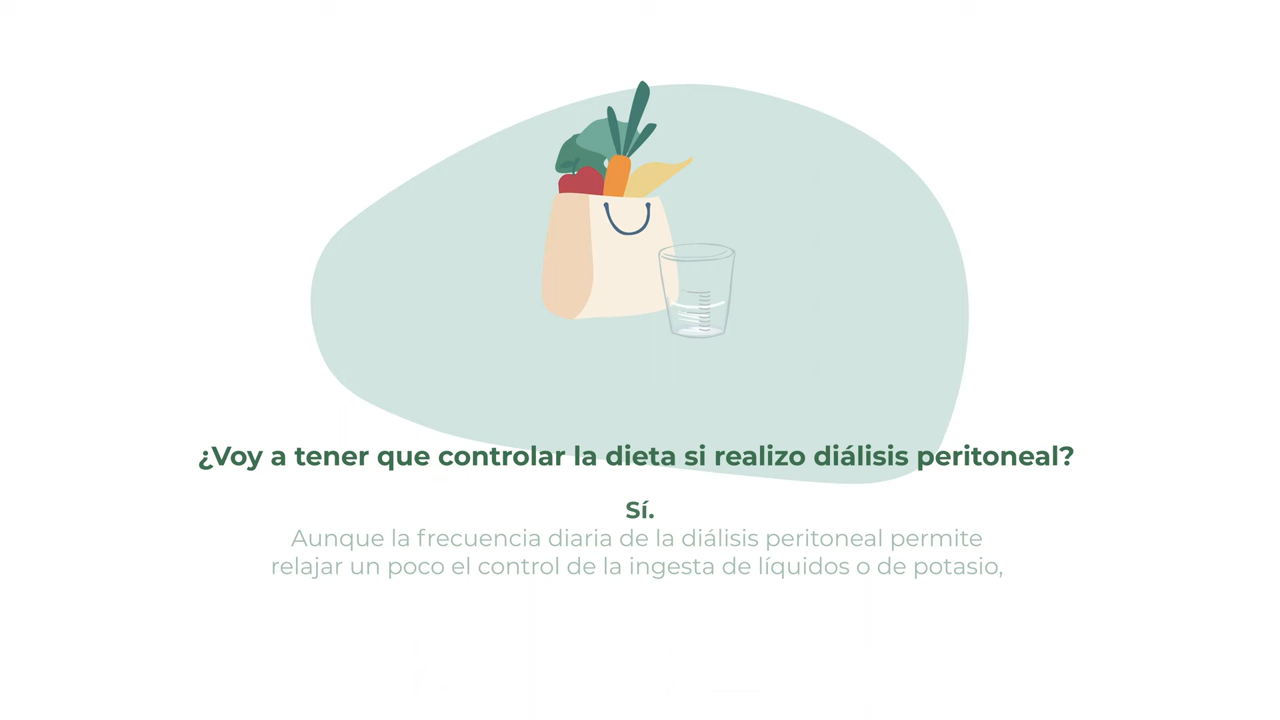 ¿Voy a tener que controlar la dieta si realizo diálisis peritoneal?
Sí.
Aunque la frecuencia diaria de la diálisis peritoneal permite
relajar un poco el control de la ingesta de líquidos o de potasio,